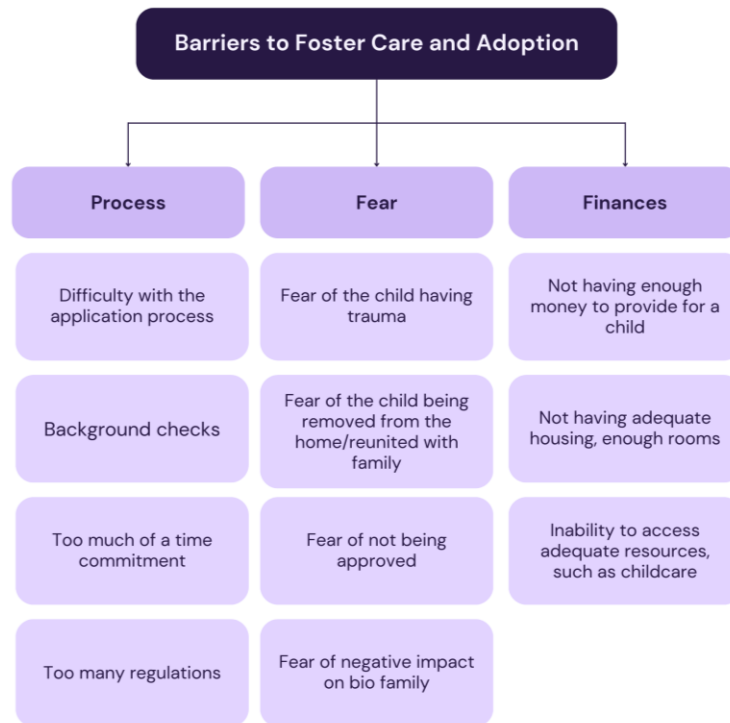 Barriers to Foster Care and Adoption
Process
Difficulty with the
application process
Background checks
Too much of a time
commitment
Too many regulations
Fear
Fear of the child having
trauma
Fear of the child being
removed from the
home/reunited with
family
Fear of not being
approved
Fear of negative impact
on bio family
Finances
Not having enough
money to provide for a
child
Not having adequate
housing, enough rooms
Inability to access
adequate resources,
such as childcare